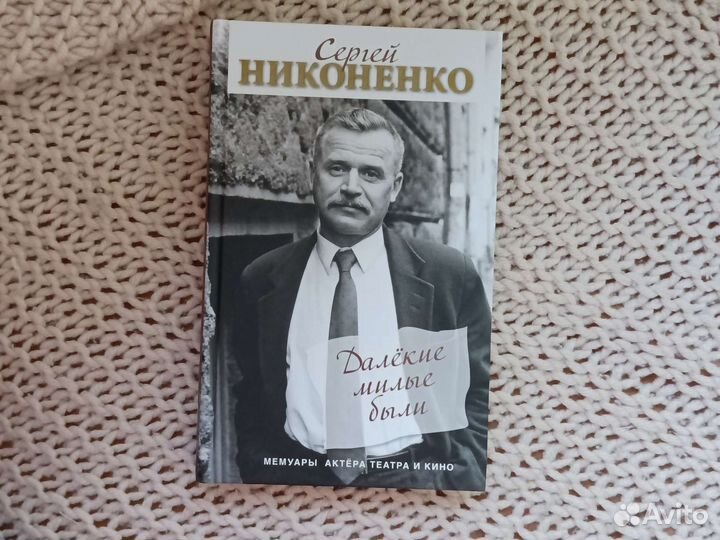 Сергей
НИКОНЕНКО
Далёкие
милые
были
МЕМУАРЫ АКТЁРА ТЕАТРА И КИНО
Avito